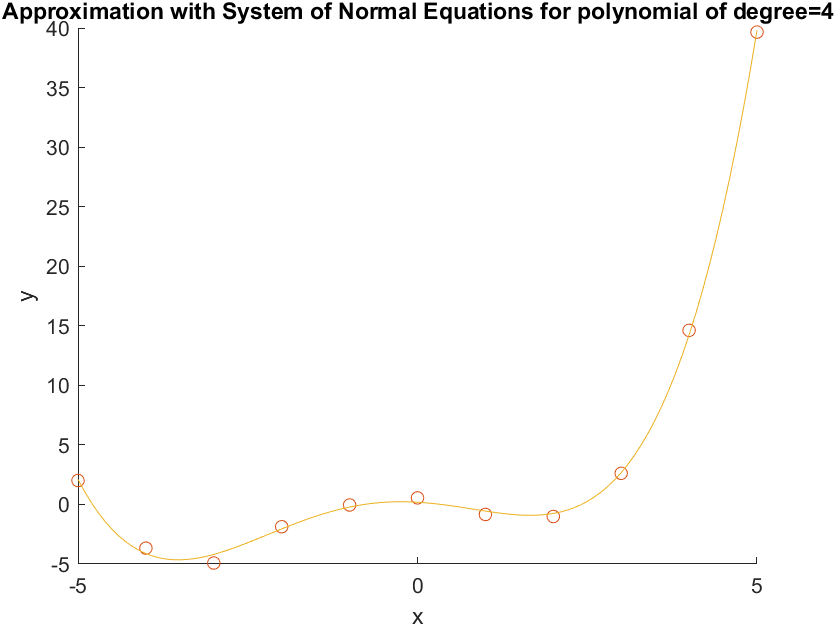 Approximation with System of Normal Equations for polynomial of degree=4
40
35
30
25
20
15
10
5
0
-5
y
-5 0 5
x